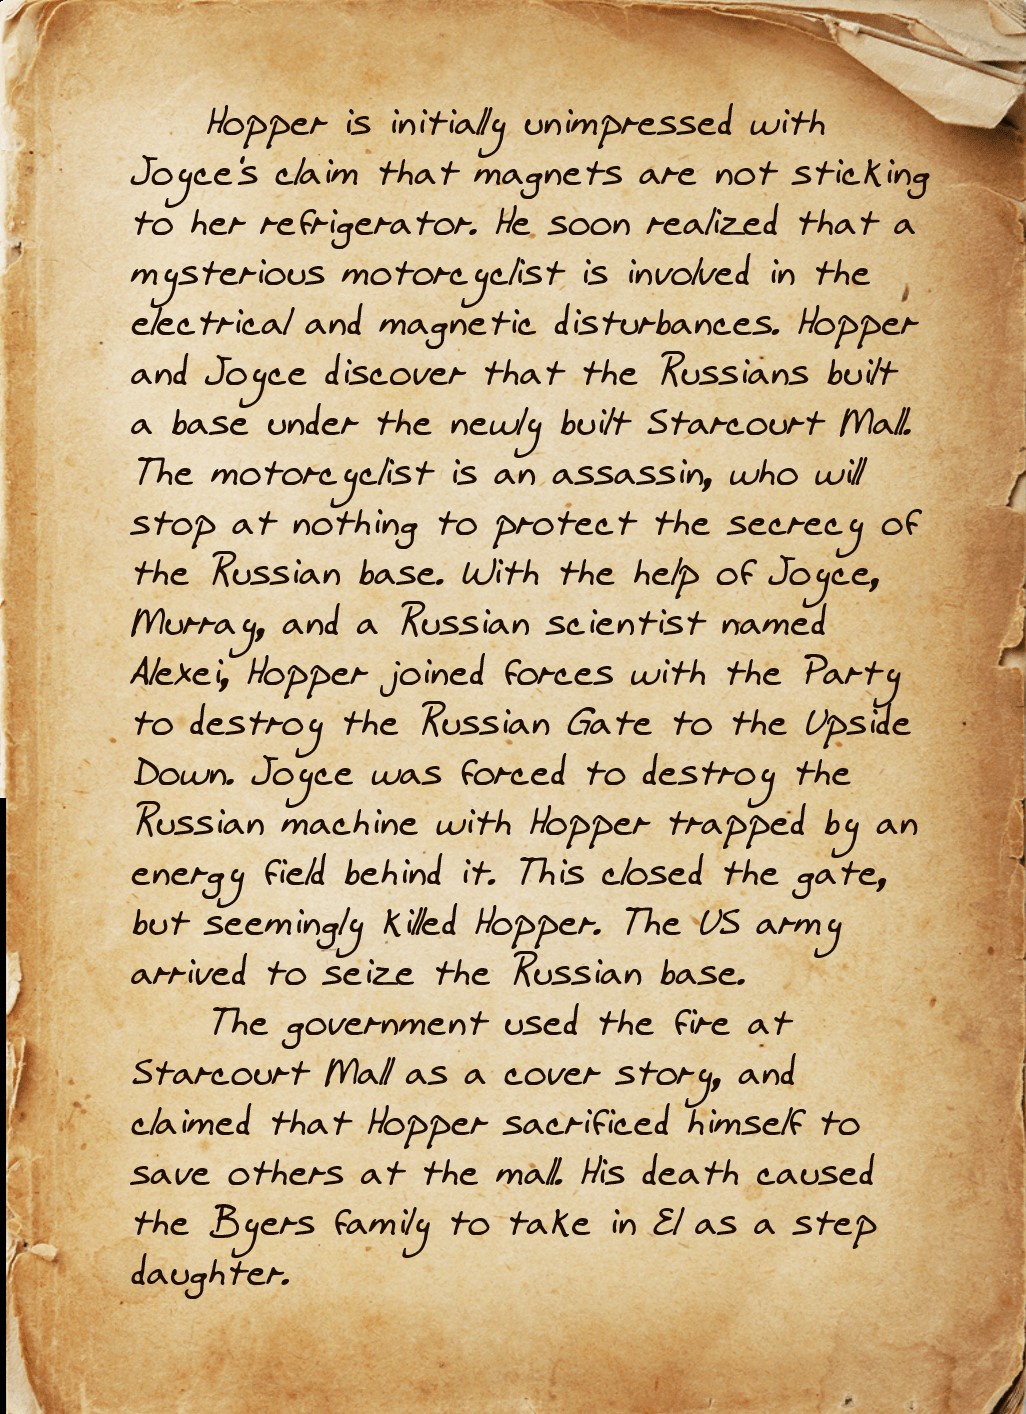 Hopper is initially unimpressed with
Joyce's claim that magnets are not sticking
to her refrigerator. He soon realized that a
mysterious motorcyclist is involved in the
electrical and magnetic disturbances. Hopper
and Joyce discover that the Russians built
a base under the newly built Starcourt Mall.
The motorcyclist is an assassin, who will
stop at nothing to protect the secrecy of
the Russian base. With the help of Joyce,
Murray, and a Russian scientist named
Alexei, Hopper joined forces with the Party
to destroy the Russian Gate to the Upside
Down. Joyce was forced to destroy the
Russian machine with Hopper trapped by an
energy field behind it. This closed the gate,
but seemingly killed Hopper. The US army
arrived to seize the Russian base.
The government used the fire at
Starcourt Mall as a cover story, and
claimed that Hopper sacrificed himself to
save others at the mall. His death caused
the Byers family to take in El as a step
daughter.